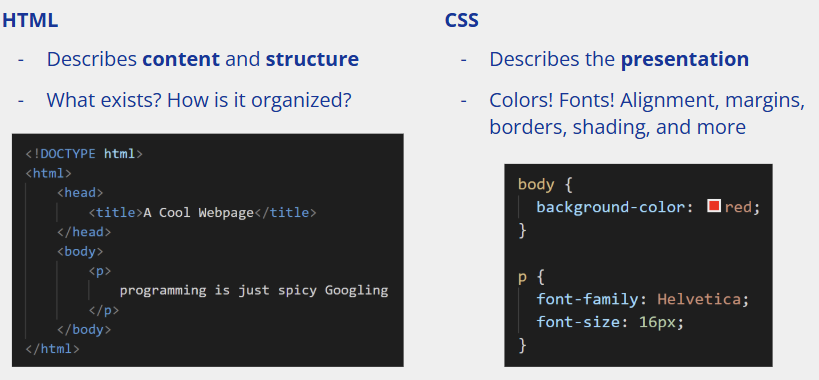 HTML
- Describes content and structure
- What exists? How is it organized?
<!DOCTYPE html>
<html>
<head>
<title>A Cool Webpage</title>
</head>
<body>
<p>
programming is just spicy Googling
</p>
</body>
</html>
CSS
- Describes the presentation
- Colors! Fonts! Alignment, margins,
borders, shading, and more
body {
background-color: red;
}
p {
font-family: Helvetica;
font-size: 16px;
}